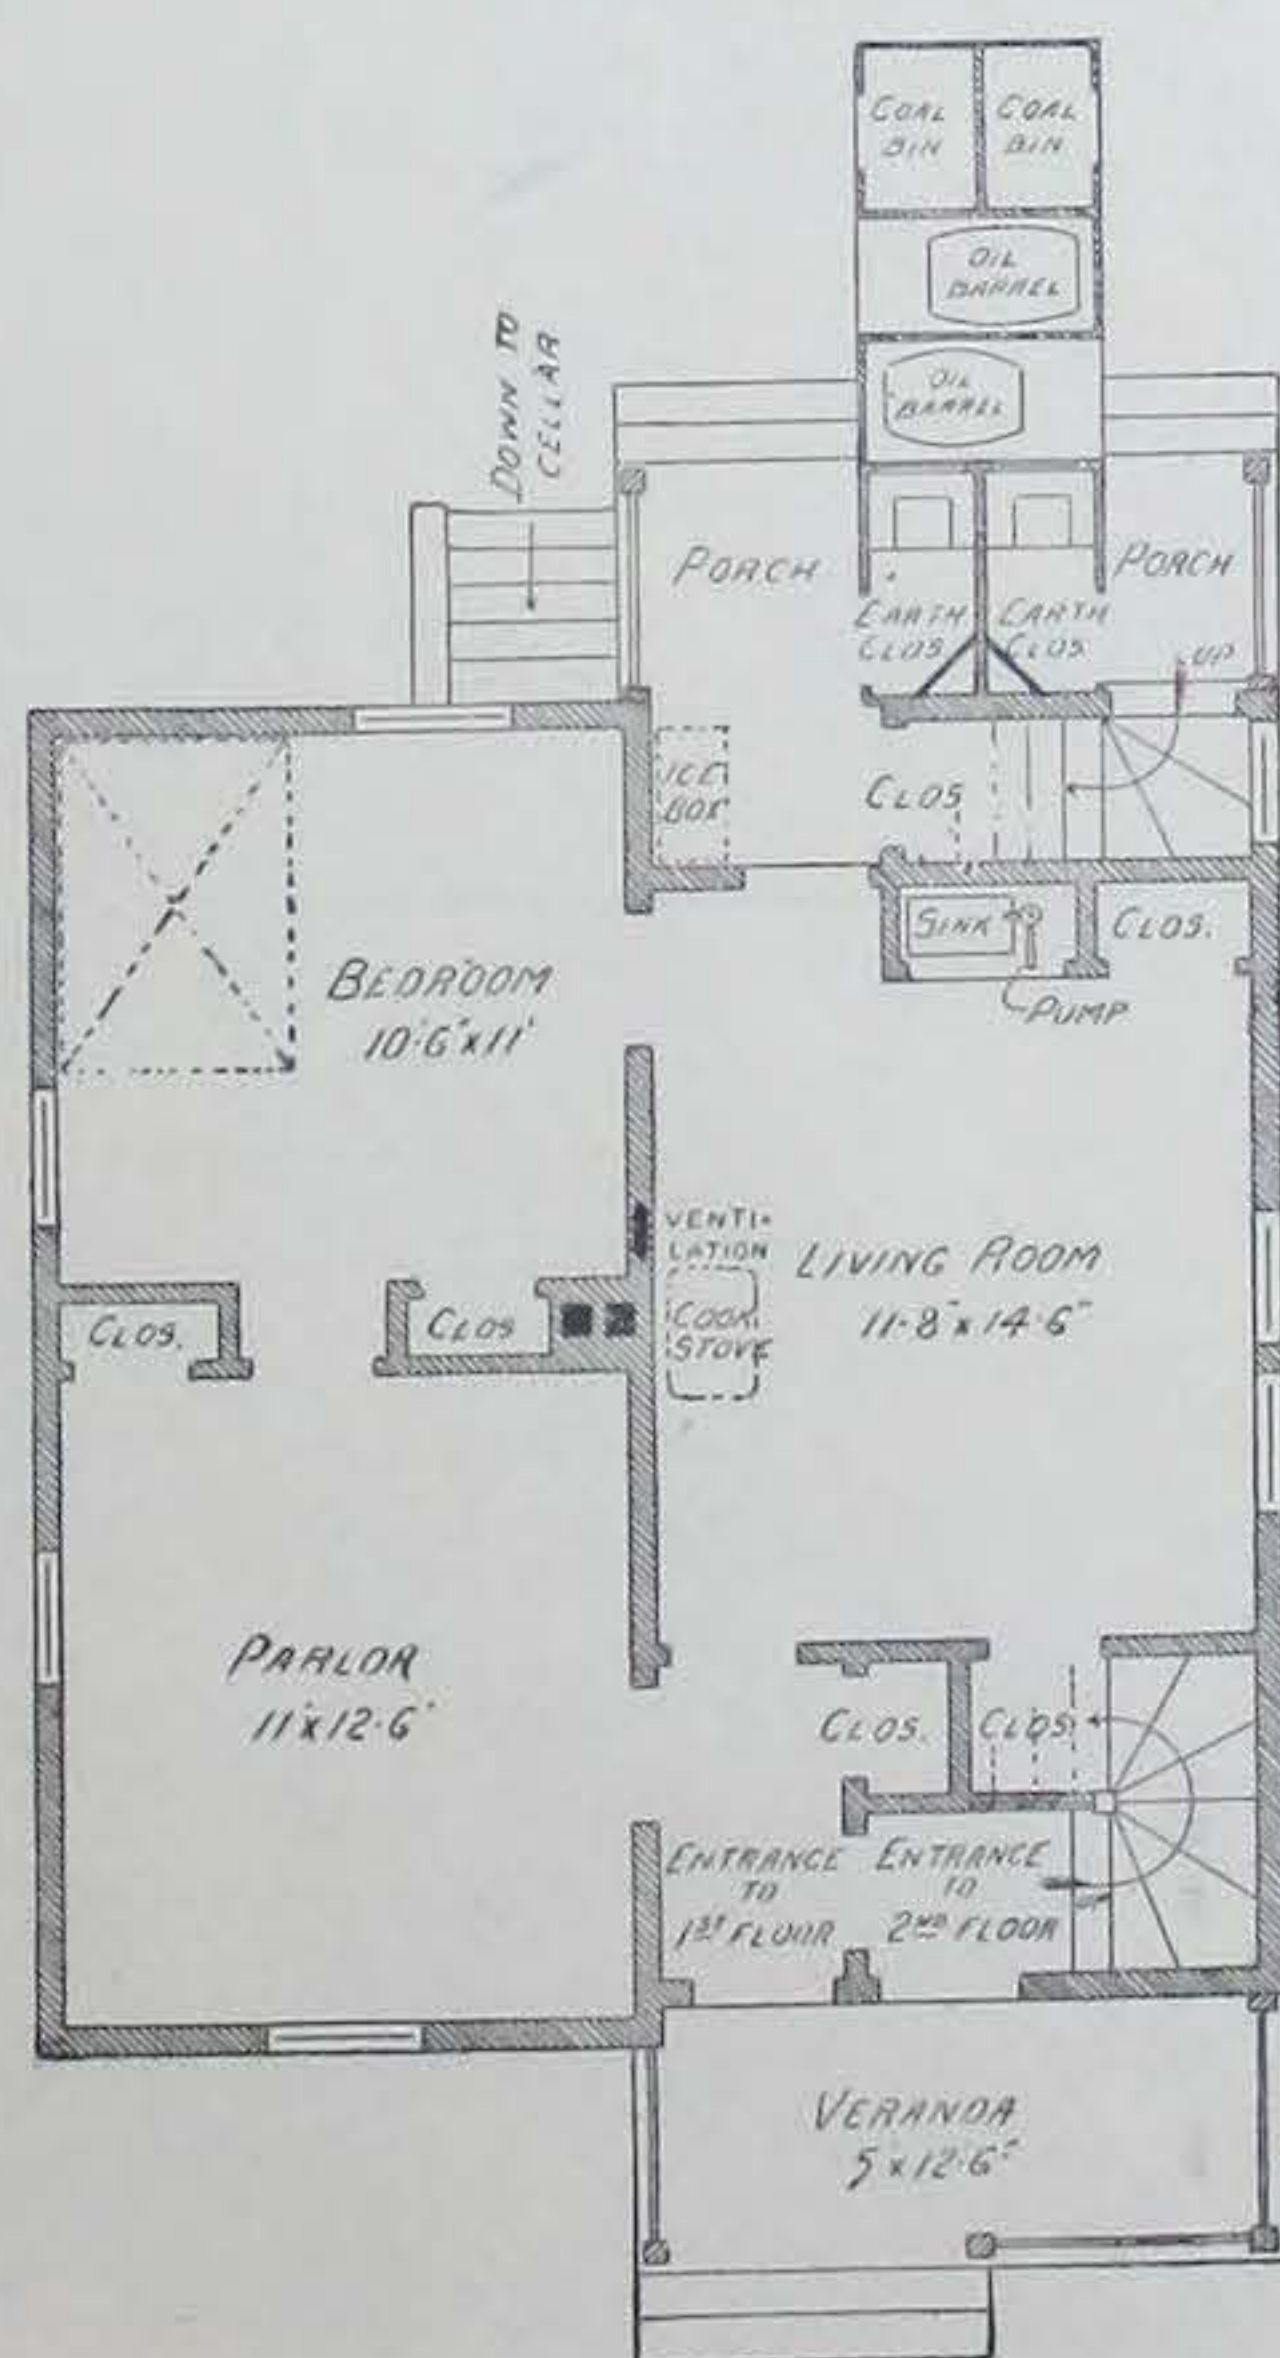 COAL
BIN
COAL
BIN
OIL
BARREL
OIL
BARREL
DOWN TO
CELLAR
PORCH
EARTH
CLOS
EARTH
CLOS
PORCH
UP
ICE
BOX
CLOS
SINK
CLOS.
PUMP
BEDROOM
10'6"x11'
VENTI-
LATION
COOK
STOVE
LIVING ROOM
11-8"x14-6"
CLOS.
CLOS
PARLOR
11'x12-6"
CLOS.
CLOS
ENTRANCE
TO
1ST FLOOR
ENTRANCE
TO
2ND FLOOR
VERANDA
5'x12-6"